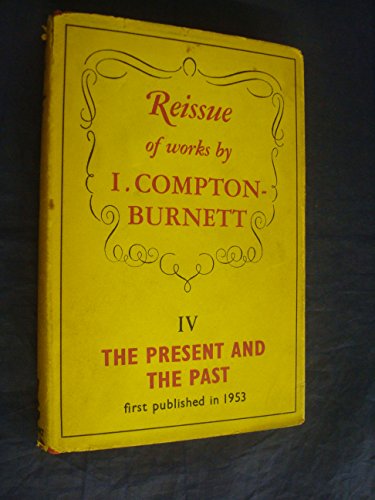 Reissue
of works by
I. COMPTON-
BURNETT
IV
THE PRESENT AND
THE PAST
first published in 1953